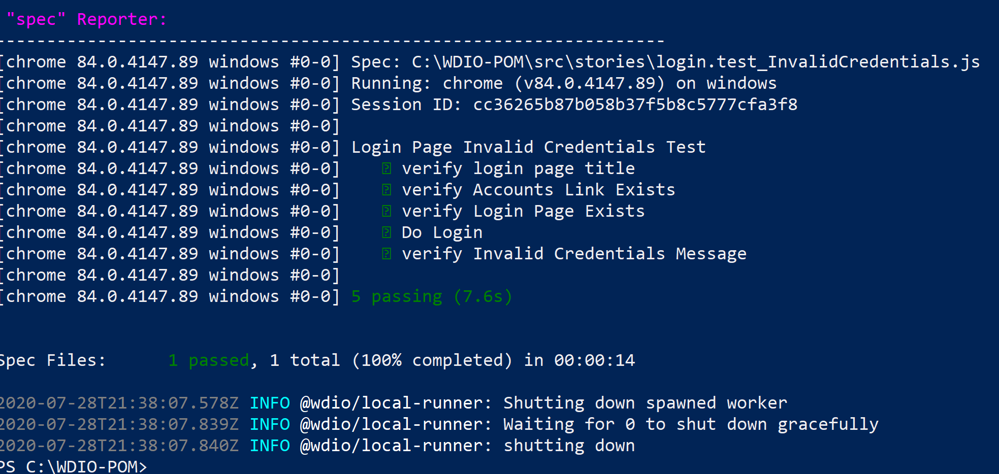 "spec" Reporter:
------------------------------------------------------------------
[chrome 84.0.4147.89 windows #0-0] Spec: C:\WDIO-POM\src\stories\login.test_InvalidCredentials.js
[chrome 84.0.4147.89 windows #0-0] Running: chrome (v84.0.4147.89) on windows
[chrome 84.0.4147.89 windows #0-0] Session ID: cc36265b87b058b37f5b8c5777cfa3f8
[chrome 84.0.4147.89 windows #0-0]
[chrome 84.0.4147.89 windows #0-0] Login Page Invalid Credentials Test
[chrome 84.0.4147.89 windows #0-0]    � verify login page title
[chrome 84.0.4147.89 windows #0-0]    � verify Accounts Link Exists
[chrome 84.0.4147.89 windows #0-0]    � verify Login Page Exists
[chrome 84.0.4147.89 windows #0-0]    � Do Login
[chrome 84.0.4147.89 windows #0-0]    � verify Invalid Credentials Message
[chrome 84.0.4147.89 windows #0-0]
[chrome 84.0.4147.89 windows #0-0] 5 passing (7.6s)
Spec Files:      1 passed, 1 total (100% completed) in 00:00:14
2020-07-28T21:38:07.578Z INFO @wdio/local-runner: Shutting down spawned worker
2020-07-28T21:38:07.839Z INFO @wdio/local-runner: Waiting for 0 to shut down gracefully
2020-07-28T21:38:07.840Z INFO @wdio/local-runner: shutting down
PS C:\WDIO-POM>